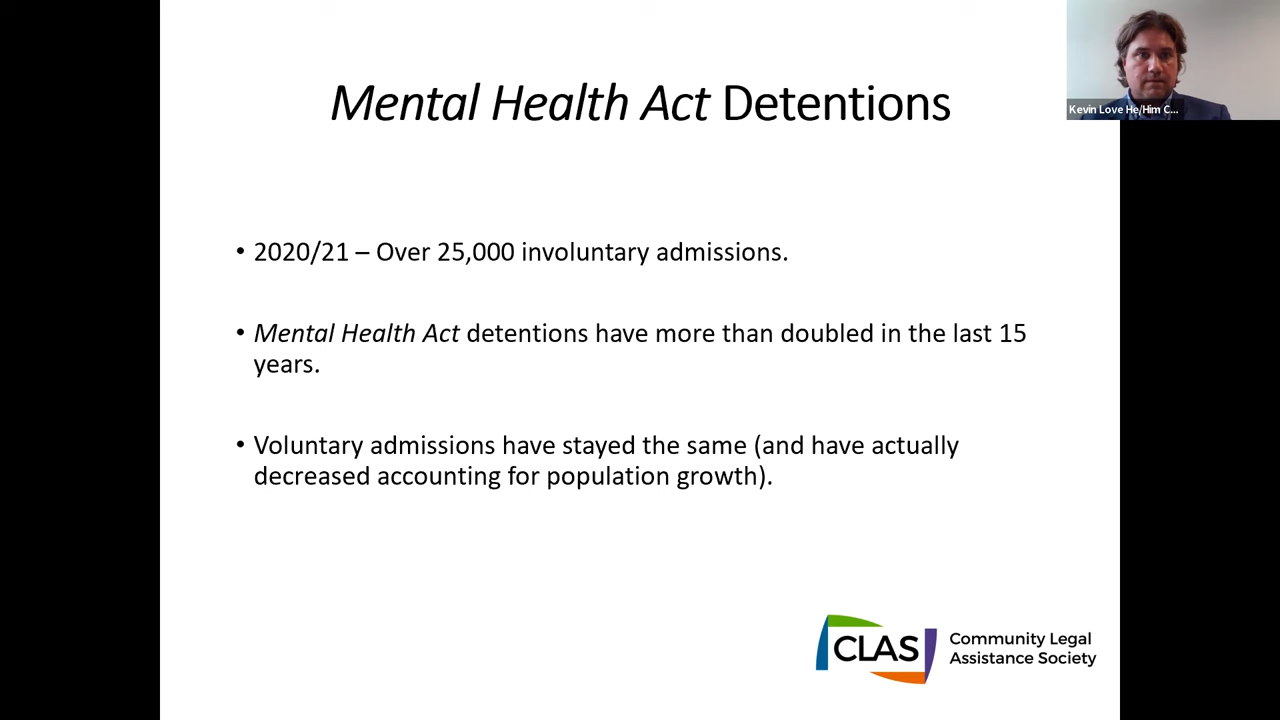 Mental Health Act Detentions
Kevin Love He/Him C...
• 2020/21 – Over 25,000 involuntary admissions.
• Mental Health Act detentions have more than doubled in the last 15
years.
• Voluntary admissions have stayed the same (and have actually
decreased accounting for population growth).
CLAS
Community Legal
Assistance Society